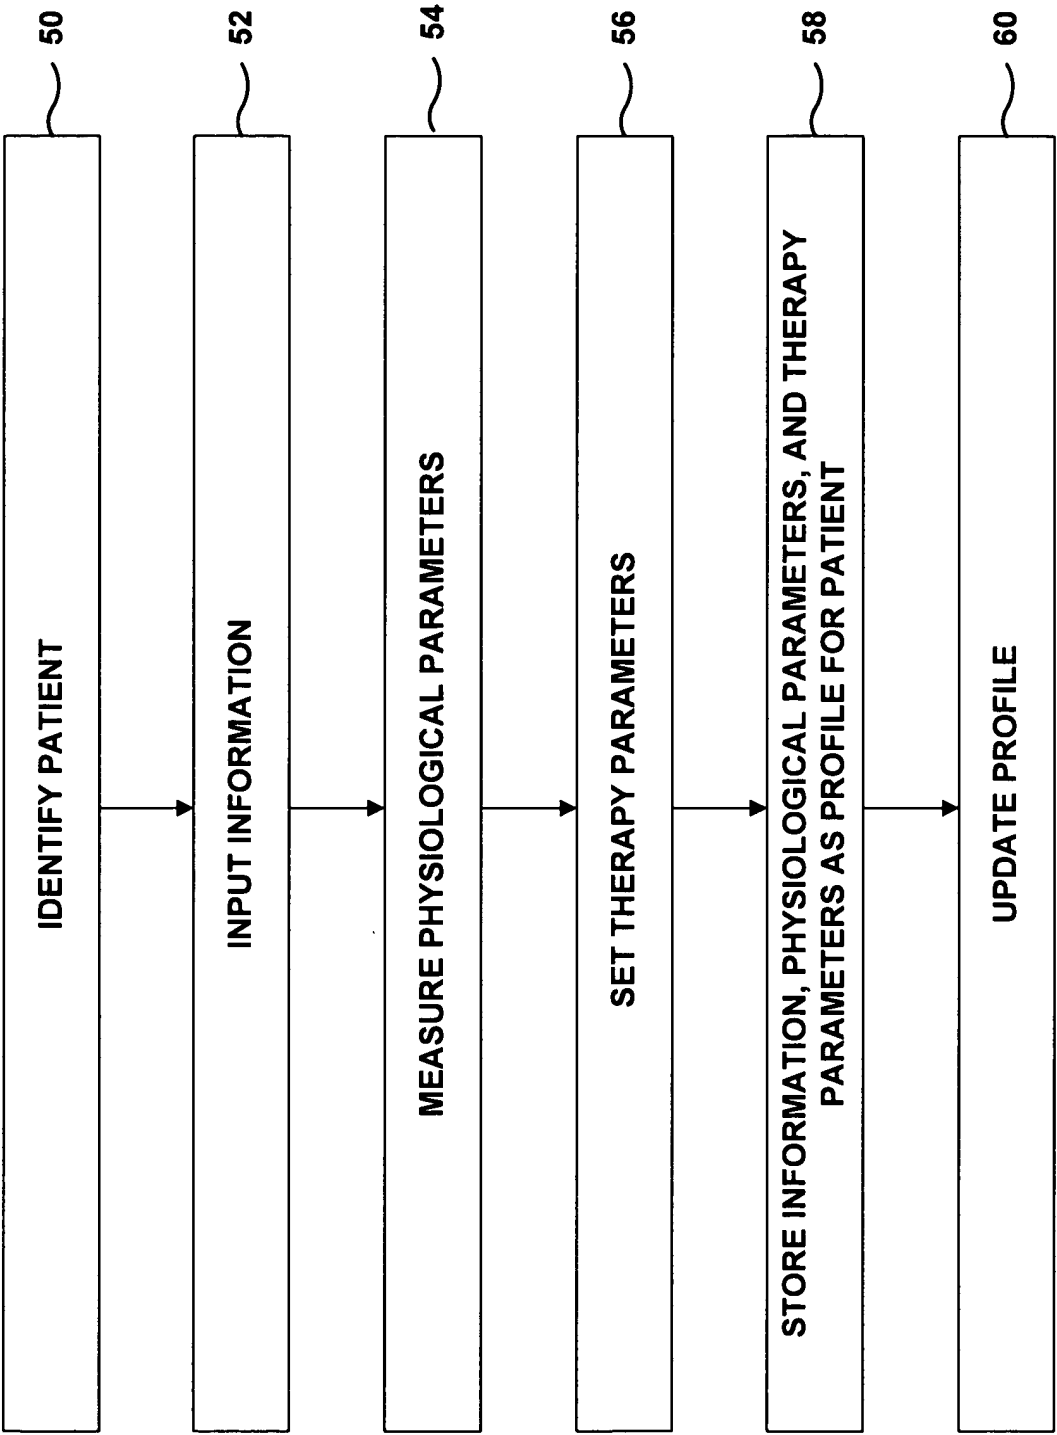 IDENTIFY PATIENT
50
INPUT INFORMATION
52
MEASURE PHYSIOLOGICAL PARAMETERS
54
SET THERAPY PARAMETERS
56
STORE INFORMATION, PHYSIOLOGICAL PARAMETERS, AND THERAPY
PARAMETERS AS PROFILE FOR PATIENT
58
UPDATE PROFILE
60